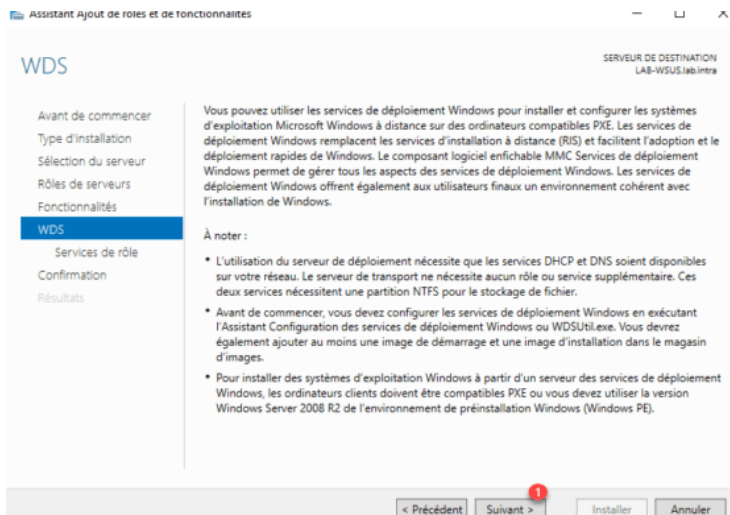 Assistant Ajout de rôles et de fonctionnalités
WDS
SERVEUR DE DESTINATION
LAB-WSUS.lab.intra
Avant de commencer
Type d'installation
Sélection du serveur
Rôles de serveurs
Fonctionnalités
WDS
Services de rôle
Confirmation
Résultats
Vous pouvez utiliser les services de déploiement Windows pour installer et configurer les systèmes
d'exploitation Microsoft Windows à distance sur des ordinateurs compatibles PXE. Les services de
déploiement Windows remplacent les services d'installation à distance (RIS) et facilitent l'adoption et le
déploiement rapides de Windows. Le composant logiciel enfichable MMC Services de déploiement
Windows permet de gérer tous les aspects des services de déploiement Windows. Les services de
déploiement Windows offrent également aux utilisateurs finaux un environnement cohérent avec
l'installation de Windows.
À noter :
• L'utilisation du serveur de déploiement nécessite que les services DHCP et DNS soient disponibles
sur votre réseau. Le serveur de transport ne nécessite aucun rôle ou service supplémentaire. Ces
deux services nécessitent une partition NTFS pour le stockage de fichier.
• Avant de commencer, vous devez configurer les services de déploiement Windows en exécutant
l'Assistant Configuration des services de déploiement Windows ou WDSUtil.exe. Vous devrez
également ajouter au moins une image de démarrage et une image d'installation dans le magasin
d'images.
• Pour installer des systèmes d'exploitation Windows à partir d'un serveur des services de déploiement
Windows, les ordinateurs clients doivent être compatibles PXE ou vous devez utiliser la version
Windows Server 2008 R2 de l'environnement de préinstallation Windows (Windows PE).
1
< Précédent
Suivant >
Installer
Annuler